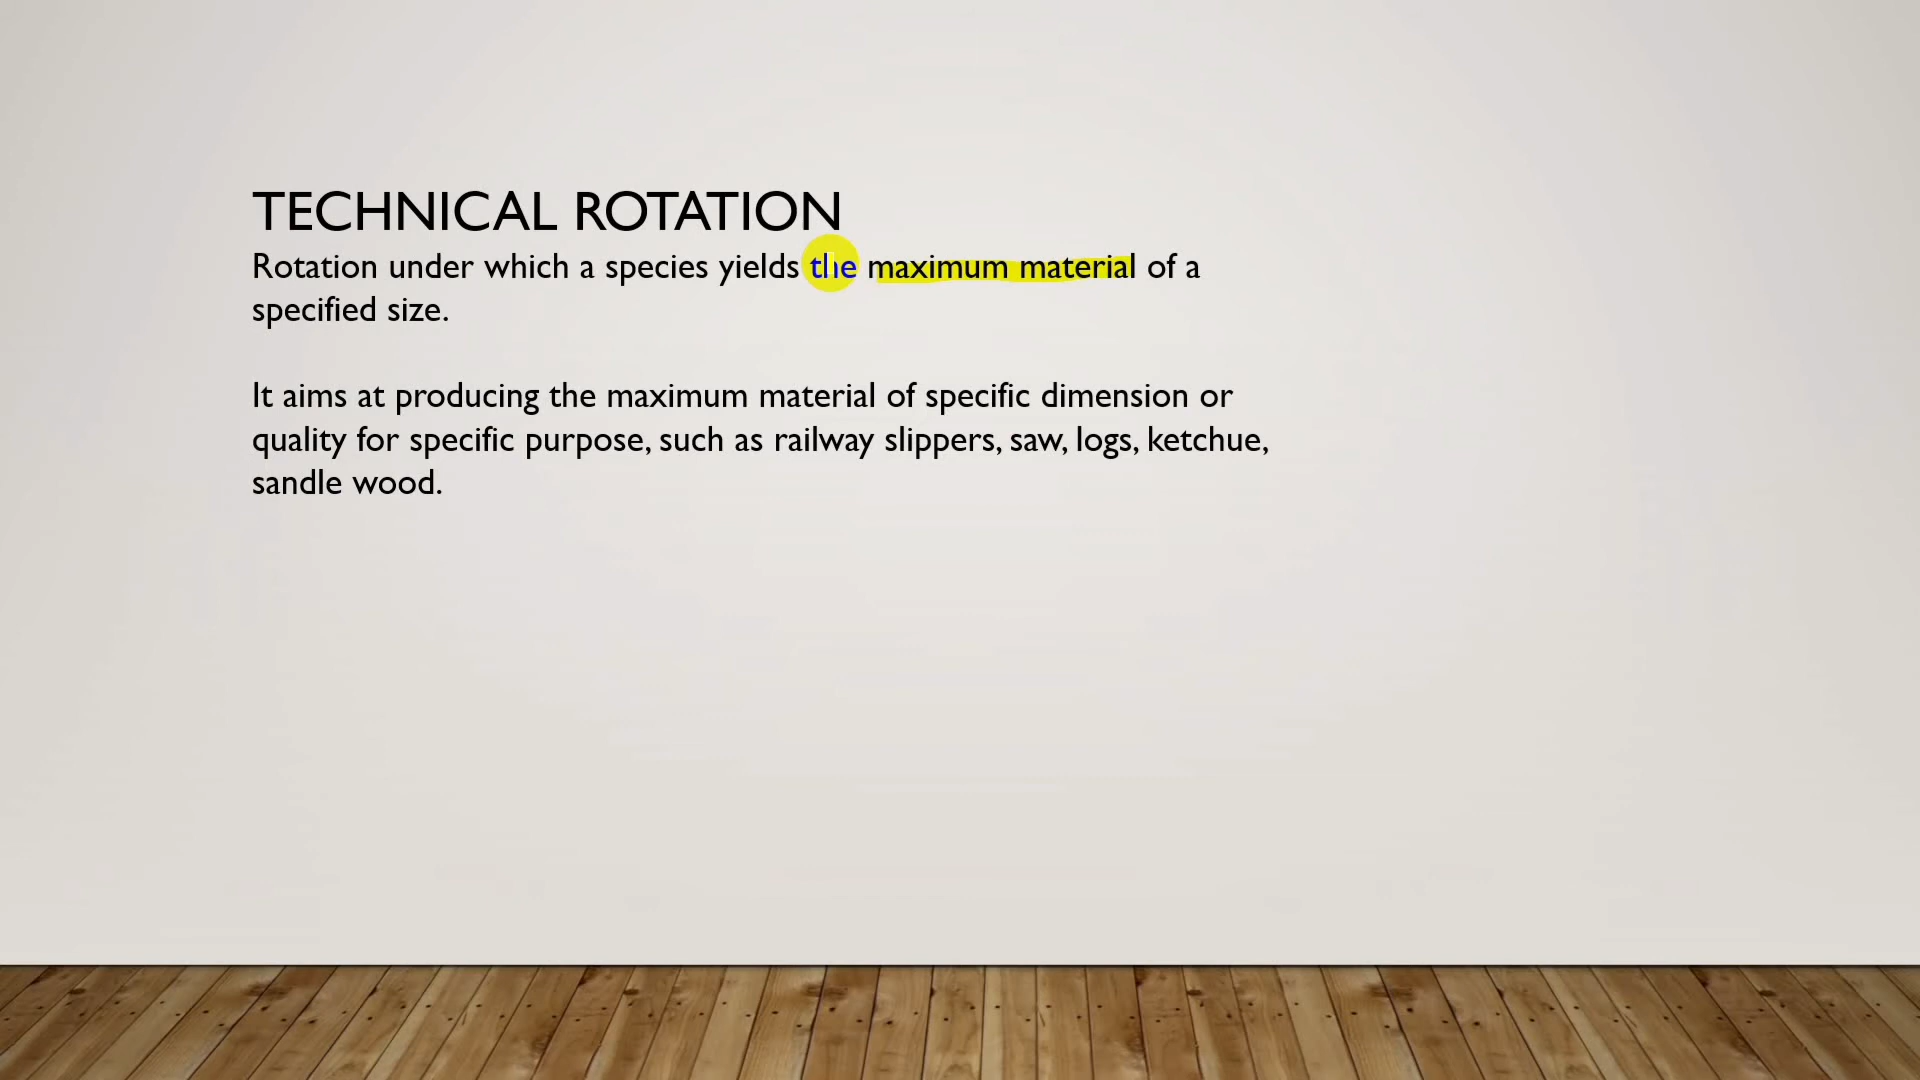 TECHNICAL ROTATION
Rotation under which a species yields the maximum material of a
specified size.
It aims at producing the maximum material of specific dimension or
quality for specific purpose, such as railway slippers, saw, logs, ketchue,
sandle wood.